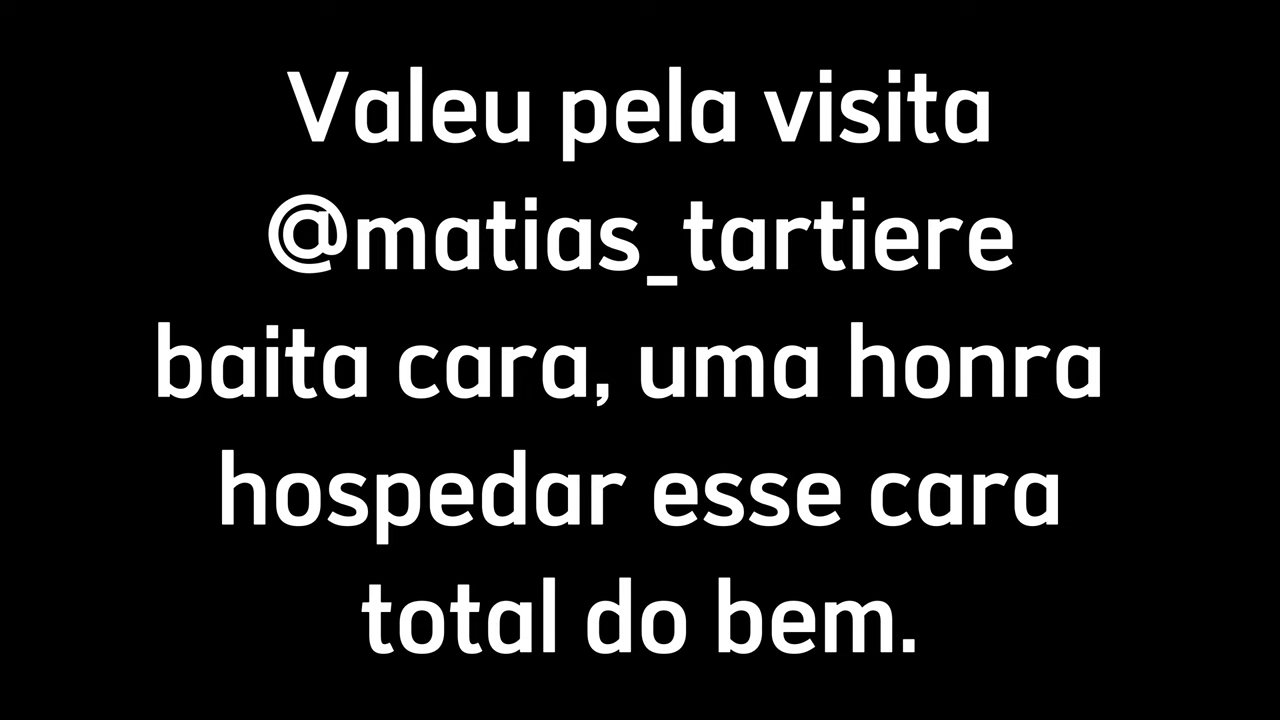 Valeu pela visita
@matias_tartiere
baita cara, uma honra
hospedar esse cara
total do bem.